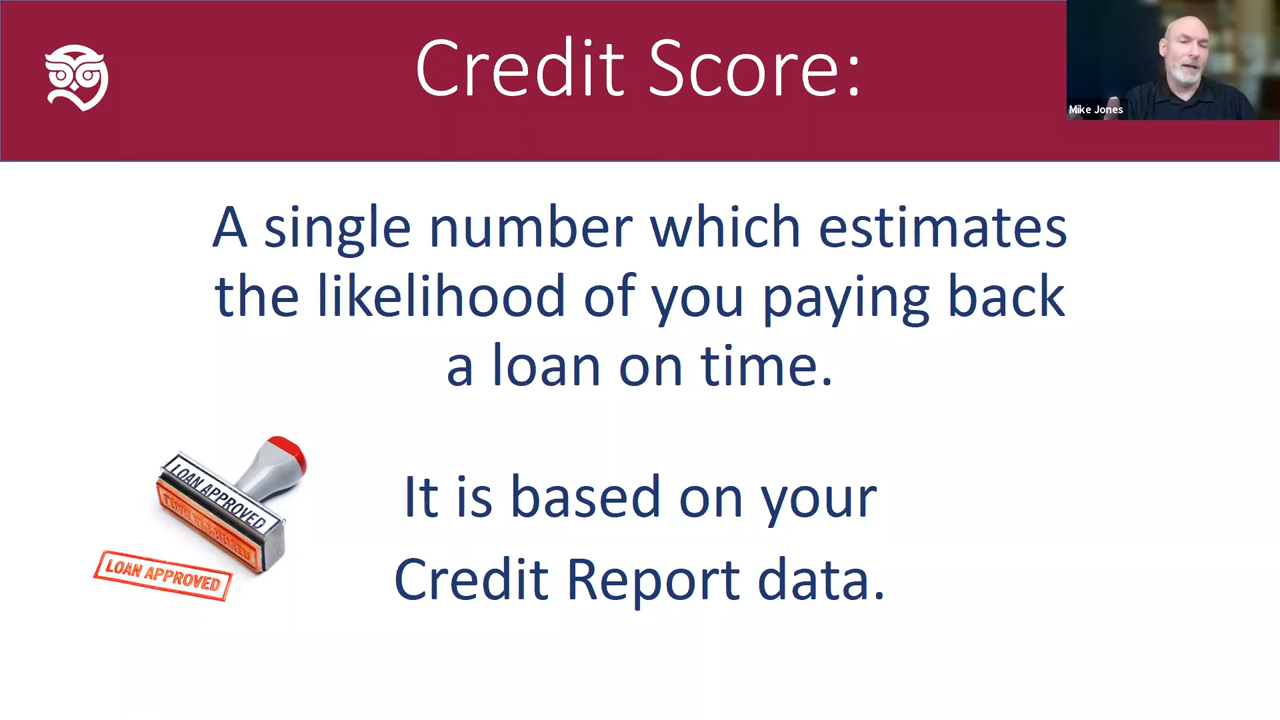 Credit Score:
Mike Jones
A single number which estimates
the likelihood of you paying back
a loan on time.
LOAN APPROVED
LOAN APPROVED
It is based on your
Credit Report data.